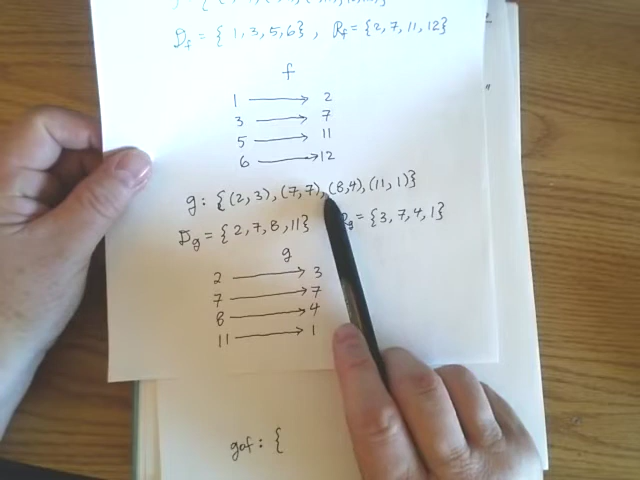 D_f = { 1, 3, 5, 6} , R_f = {2, 7, 11, 12}
f
1 → 2
3 → 7
5 → 11
6 → 12
g: {(2, 3), (7, 7), (8, 4), (11, 1)}
D_g = { 2, 7, 8, 11} R_g = {3, 7, 4, 1}
g
2 → 3
7 → 7
8 → 4
11 → 1
gof : {